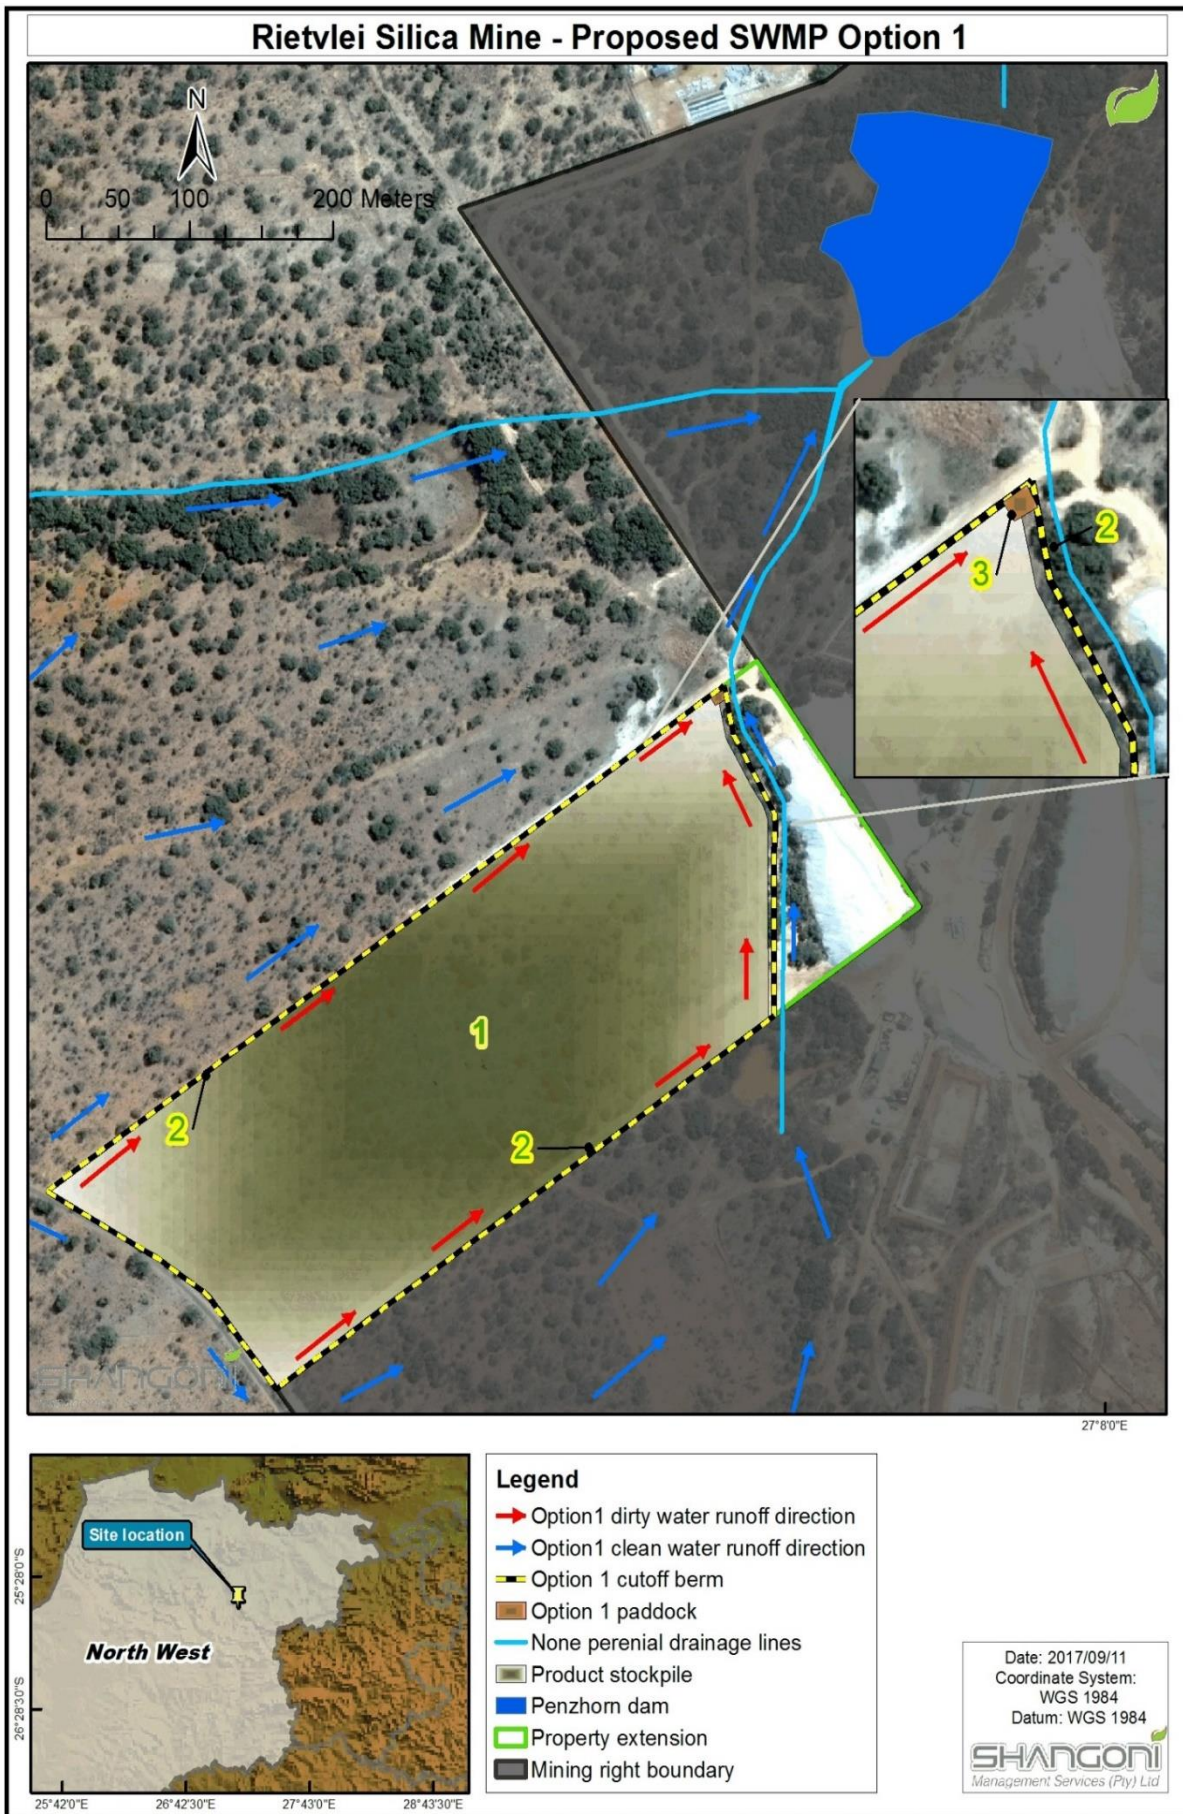 Rietvlei Silica Mine - Proposed SWMP Option 1
N
0 50 100 200 Meters
2
3
1
2
2
SHANGONI
27°8'0"E
Site location
North West
25°28'0"S
26°28'30"S
25°42'0"E 26°42'30"E 27°43'0"E 28°43'30"E
Legend
Option1 dirty water runoff direction
Option1 clean water runoff direction
Option 1 cutoff berm
Option 1 paddock
None perenial drainage lines
Product stockpile
Penzhorn dam
Property extension
Mining right boundary
Date: 2017/09/11
Coordinate System:
WGS 1984
Datum: WGS 1984
SHANGONI
Management Services (Pty) Ltd